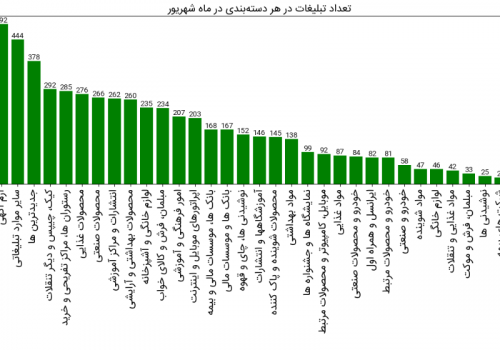 تعداد تبلیغات در هر دسته‌بندی در ماه شهریور
444
378
292
285
276
266
262
260
235
234
207
203
168
167
152
146
145
138
99
92
87
84
82
81
58
47
46
42
33
25
آرم آگهی
سایر موارد تبلیغاتی
جدیدترین ها
کیک، چیپس و دیگر تنقلات
رستوران ها، مراکز تفریحی و خرید
محصولات غذایی
محصولات صنعتی
انتشارات و مراکز آموزشی
محصولات بهداشتی و آرایشی
لوازم خانگی و آشپزخانه
مبلمان، فرش و کالای خواب
امور فرهنگی و آموزشی
اپراتورهای موبایل و اینترنت
بانک ها، موسسات مالی و بیمه
بانک ها و موسسات مالی
نوشیدنی ها، چای و قهوه
آموزشگاهها و انتشارات
محصولات شوینده و پاک کننده
مواد بهداشتی
نمایشگاه ها و جشنواره ها
موبایل، کامپیوتر و محصولات مرتبط
مواد غذایی
خودرو و محصولات صنعتی
ایرانسل و همراه اول
خودرو و محصولات مرتبط
خودرو و صنعتی
مواد شوینده
لوازم خانگی
مواد غذایی و تنقلات
مبلمان، فرش و موکت
نوشیدنی ها